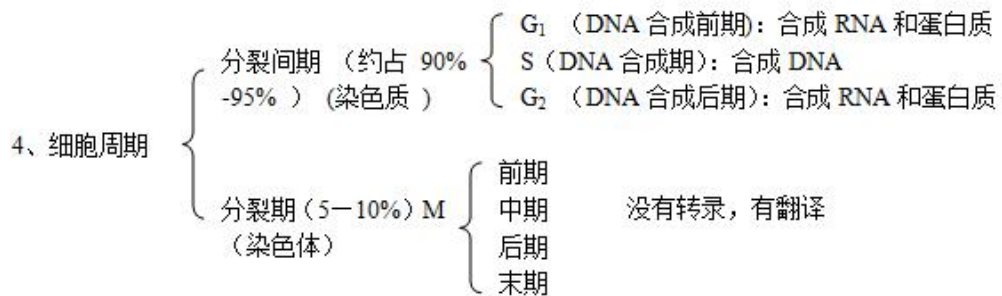 G₁ （DNA 合成前期）：合成 RNA 和蛋白质
分裂间期 （约占 90%
-95% ） (染色质 ）
S（DNA 合成期）：合成 DNA
G₂ （DNA 合成后期）：合成 RNA 和蛋白质
4、细胞周期
前期
分裂期（5－10%）M
（染色体）
中期
没有转录，有翻译
后期
末期